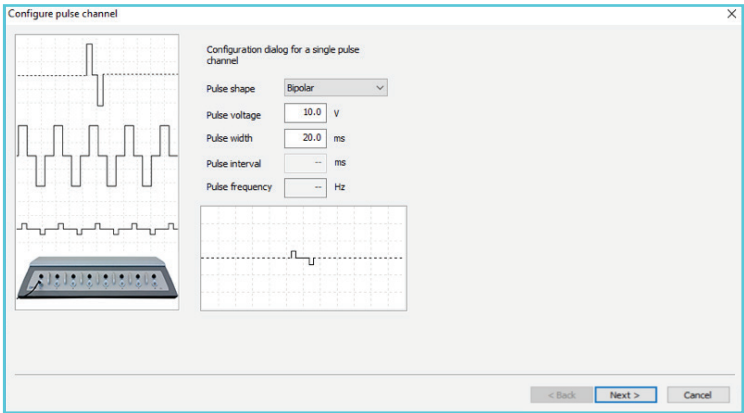 Configure pulse channel
Configuration dialog for a single pulse
channel
Pulse shape Bipolar
Pulse voltage 10.0 V
Pulse width 20.0 ms
Pulse interval -- ms
Pulse frequency -- Hz
< Back Next > Cancel